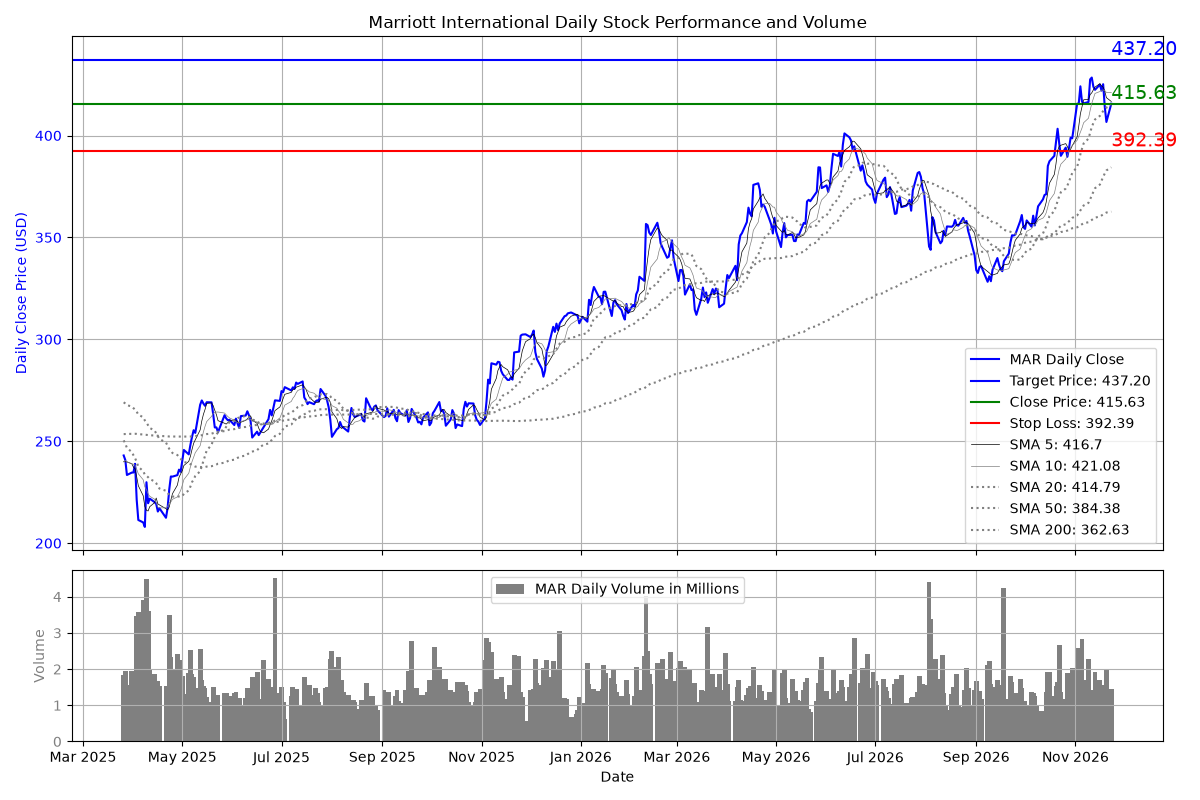 Marriott International Daily Stock Performance and Volume
437.20
415.63
392.39
400
350
300
250
200
Daily Close Price (USD)
MAR Daily Close
Target Price: 437.20
Close Price: 415.63
Stop Loss: 392.39
SMA 5: 416.7
SMA 10: 421.08
SMA 20: 414.79
SMA 50: 384.38
SMA 200: 362.63
MAR Daily Volume in Millions
4
3
2
1
0
Volume
Mar 2025 May 2025 Jul 2025 Sep 2025 Nov 2025 Jan 2026 Mar 2026 May 2026 Jul 2026 Sep 2026 Nov 2026
Date